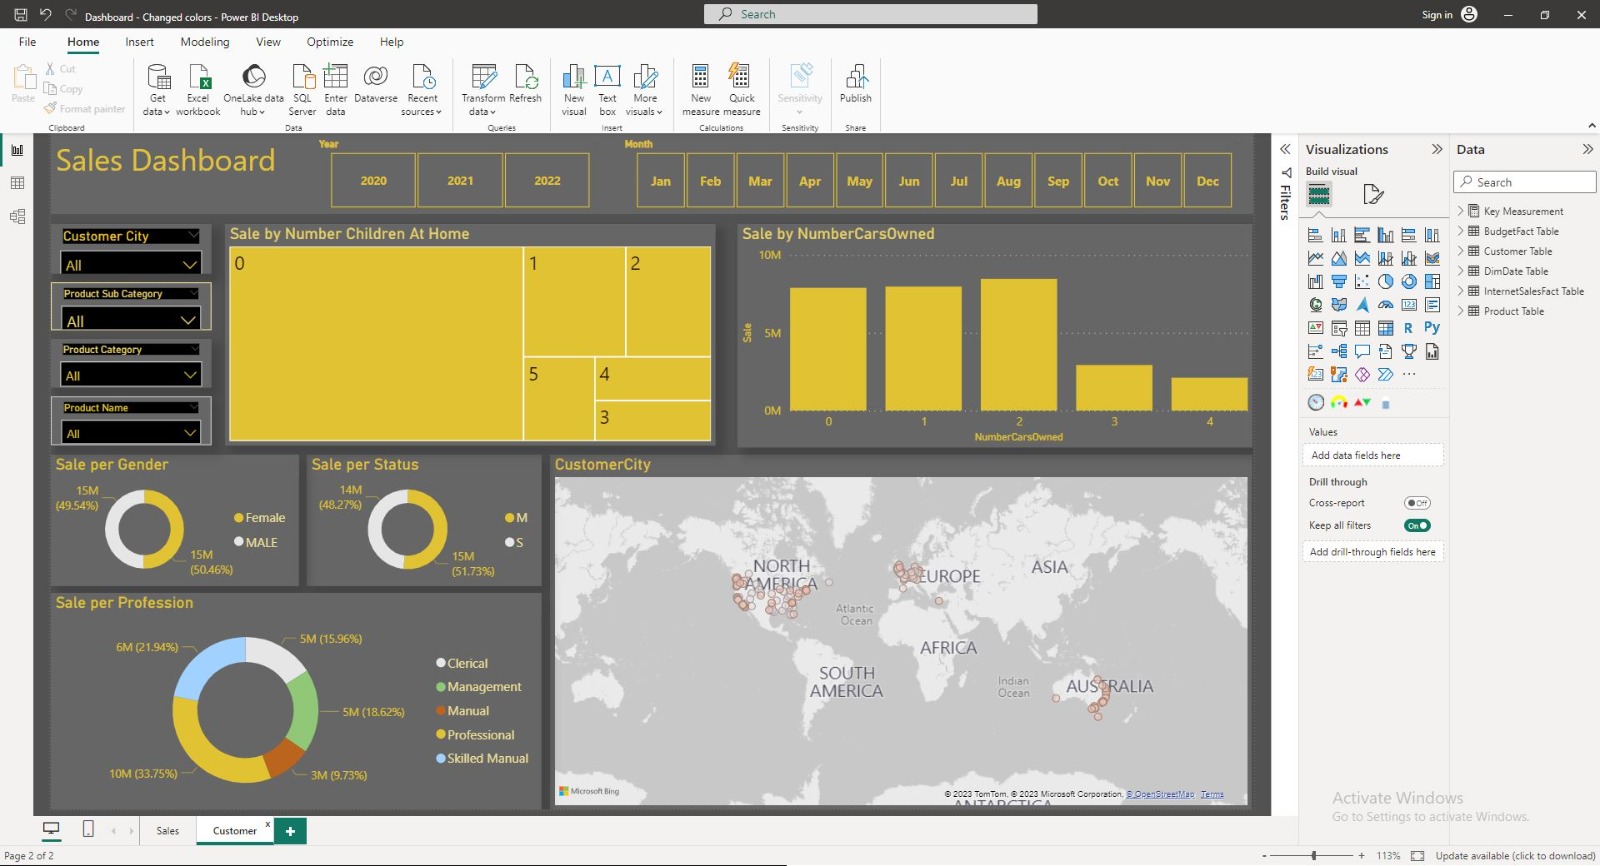 Dashboard - Changed colors - Power BI Desktop
Search
Sign in
File Home Insert Modeling View Optimize Help
Paste
Cut
Copy
Format painter
Clipboard
Get data
Excel workbook
OneLake data hub
SQL Server
Enter data
Dataverse
Recent sources
Data
Transform data
Refresh
Queries
New visual
Text box
More visuals
Insert
New measure
Quick measure
Calculations
Sensitivity
Sensitivity
Publish
Share
Sales Dashboard
Year
2020 2021 2022
Month
Jan Feb Mar Apr May Jun Jul Aug Sep Oct Nov Dec
Customer City
All
Product Sub Category
All
Product Category
All
Product Name
All
Sale by Number Children At Home
0
1
2
5
4
3
Sale by NumberCarsOwned
10M
5M
0M
Sale
0 1 2 3 4
NumberCarsOwned
Sale per Gender
15M
(49.54%)
15M
(50.46%)
Female
MALE
Sale per Status
14M
(48.27%)
15M
(51.73%)
M
S
Sale per Profession
6M (21.94%)
5M (15.96%)
5M (18.62%)
10M (33.75%)
3M (9.73%)
Clerical
Management
Manual
Professional
Skilled Manual
CustomerCity
NORTH
AMERICA
EUROPE
ASIA
Atlantic
Ocean
AFRICA
SOUTH
AMERICA
Indian
Ocean
AUSTRALIA
ANTARCTICA
Microsoft Bing
© 2023 TomTom, © 2023 Microsoft Corporation, © OpenStreetMap Terms
Filters
Visualizations
Build visual
R Py
123
Values
Add data fields here
Drill through
Cross-report Off
Keep all filters On
Add drill-through fields here
Data
Search
Key Measurement
BudgetFact Table
Customer Table
DimDate Table
InternetSalesFact Table
Product Table
Activate Windows
Go to Settings to activate Windows.
Sales
Customer x
+
Page 2 of 2
- + 113%
Update available (click to download)